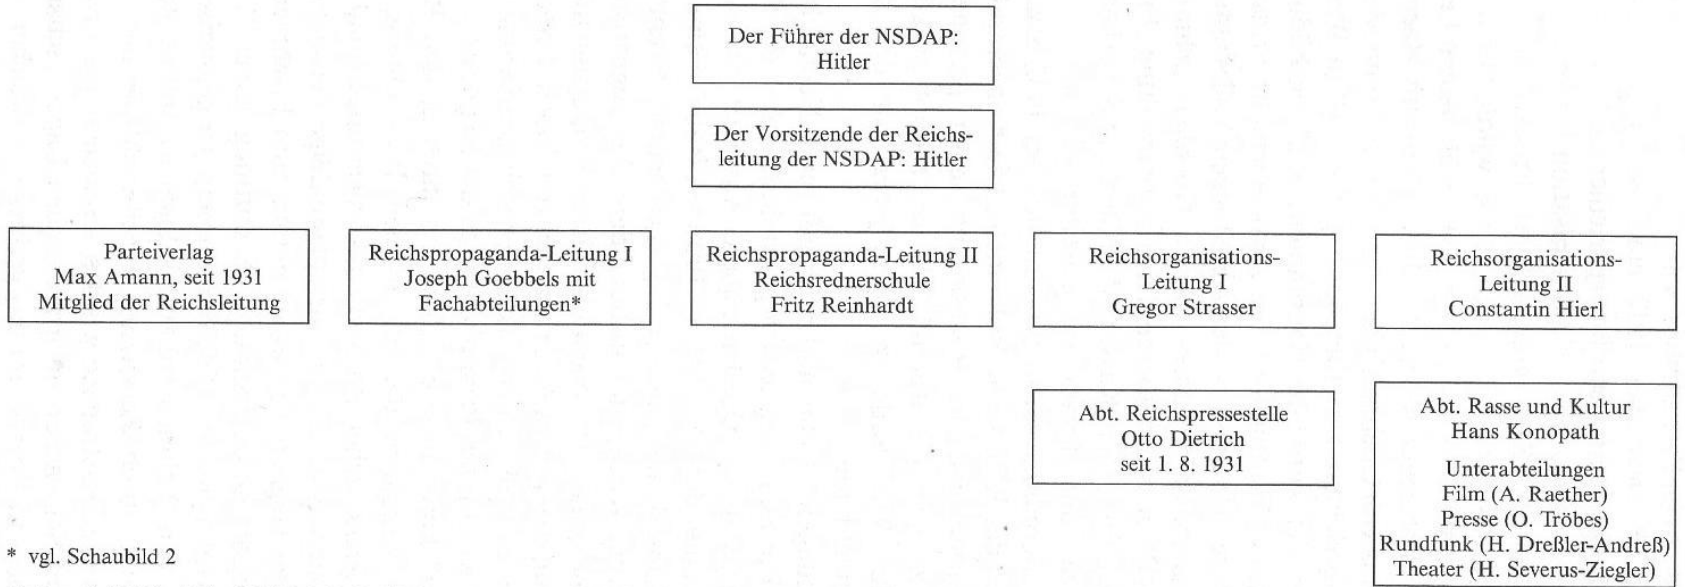 Der Führer der NSDAP:
Hitler
Der Vorsitzende der Reichs-
leitung der NSDAP: Hitler
Parteiverlag
Max Amann, seit 1931
Mitglied der Reichsleitung
Reichspropaganda-Leitung I
Joseph Goebbels mit
Fachabteilungen*
Reichspropaganda-Leitung II
Reichsrednerschule
Fritz Reinhardt
Reichsorganisations-
Leitung I
Gregor Strasser
Reichsorganisations-
Leitung II
Constantin Hierl
Abt. Reichspressestelle
Otto Dietrich
seit 1. 8. 1931
Abt. Rasse und Kultur
Hans Konopath
Unterabteilungen
Film (A. Raether)
Presse (O. Tröbes)
Rundfunk (H. Dreßler-Andreß)
Theater (H. Severus-Ziegler)
* vgl. Schaubild 2